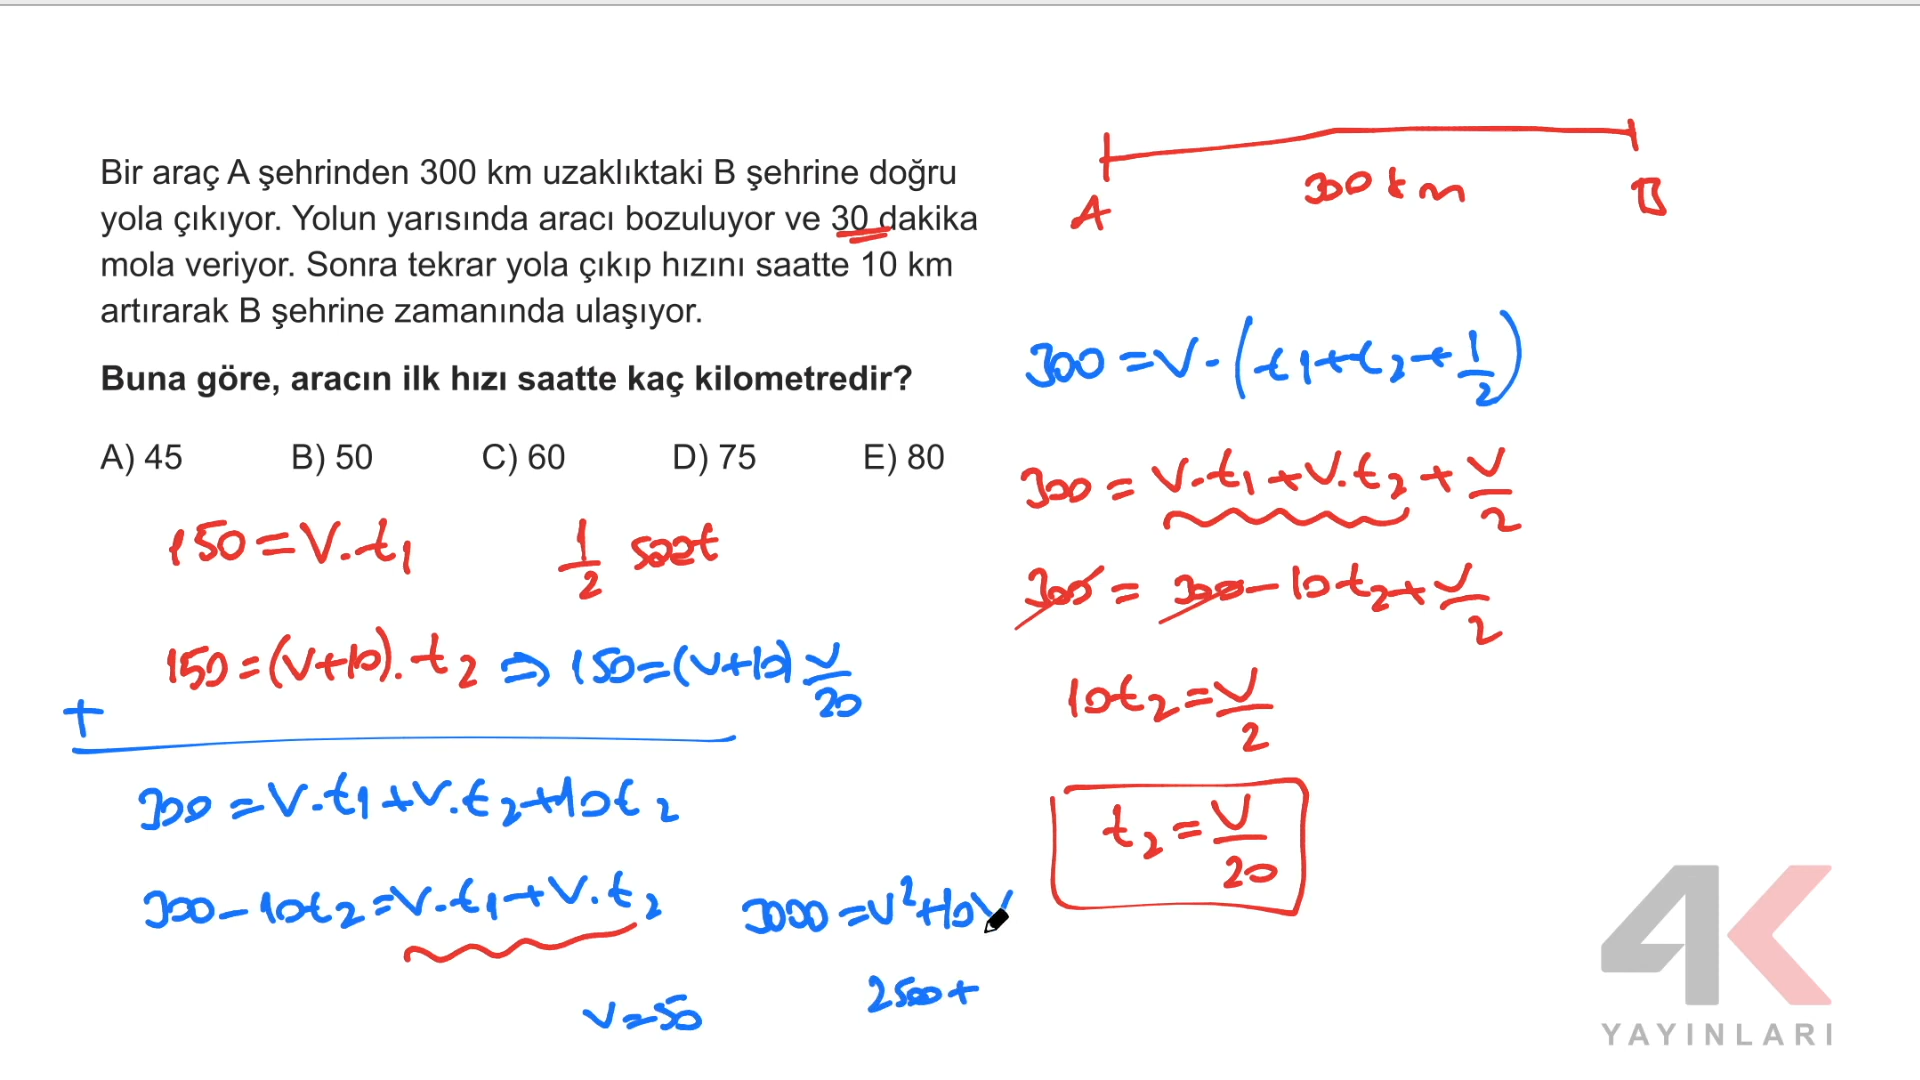 Bir araç A şehrinden 300 km uzaklıktaki B şehrine doğru
yola çıkıyor. Yolun yarısında aracı bozuluyor ve 30 dakika
mola veriyor. Sonra tekrar yola çıkıp hızını saatte 10 km
artırarak B şehrine zamanında ulaşıyor.
Buna göre, aracın ilk hızı saatte kaç kilometredir?
A) 45 B) 50 C) 60 D) 75 E) 80
150 = V.t1
1/2 saat
150 = (V+10).t2 ⇒ 150 = (V+10) V/20
+
300 = V.t1 + V.t2 + 10t2
300 - 10t2 = V.t1 + V.t2
3000 = V²+10V
2500+
V=50
A 300 km B
300 = V.(t1+t2+1/2)
300 = V.t1 + V.t2 + V/2
300 = 300 - 10t2 + V/2
10t2 = V/2
t2 = V/20
4K
YAYINLARI